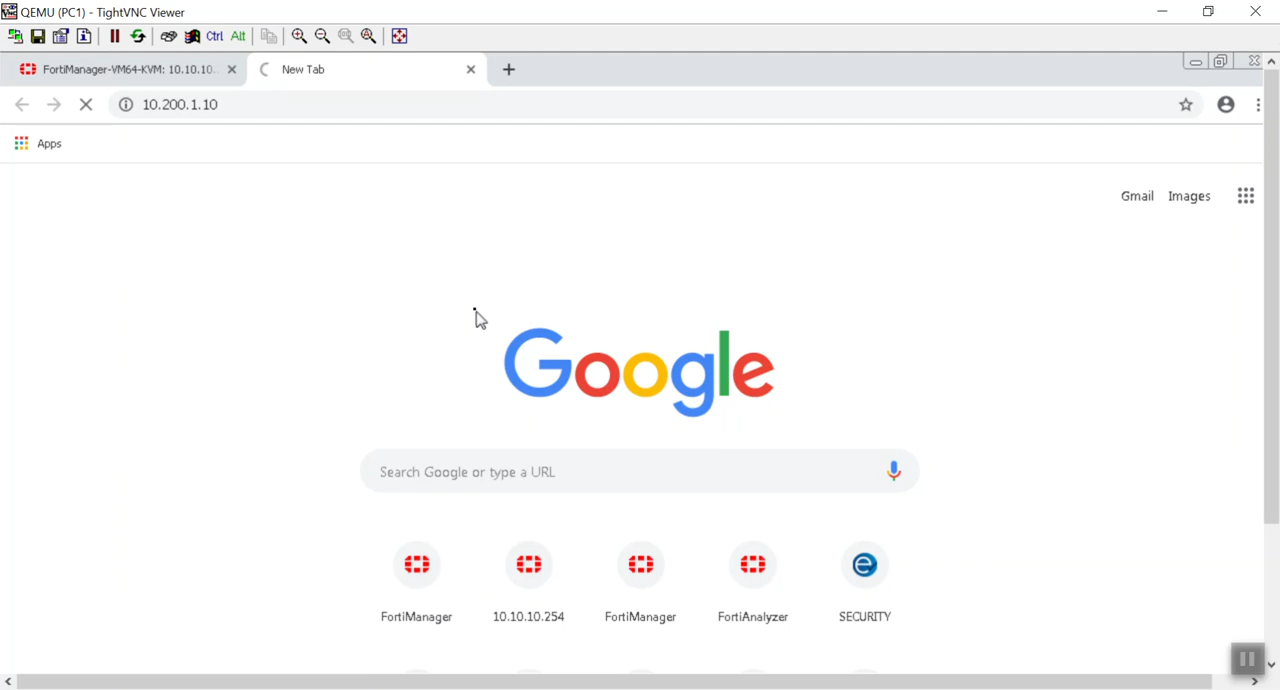 QEMU (PC1) - TightVNC Viewer
Ctrl Alt
FortiManager-VM64-KVM: 10.10.10.
New Tab
10.200.1.10
Apps
Gmail Images
Google
Search Google or type a URL
FortiManager 10.10.10.254 FortiManager FortiAnalyzer SECURITY